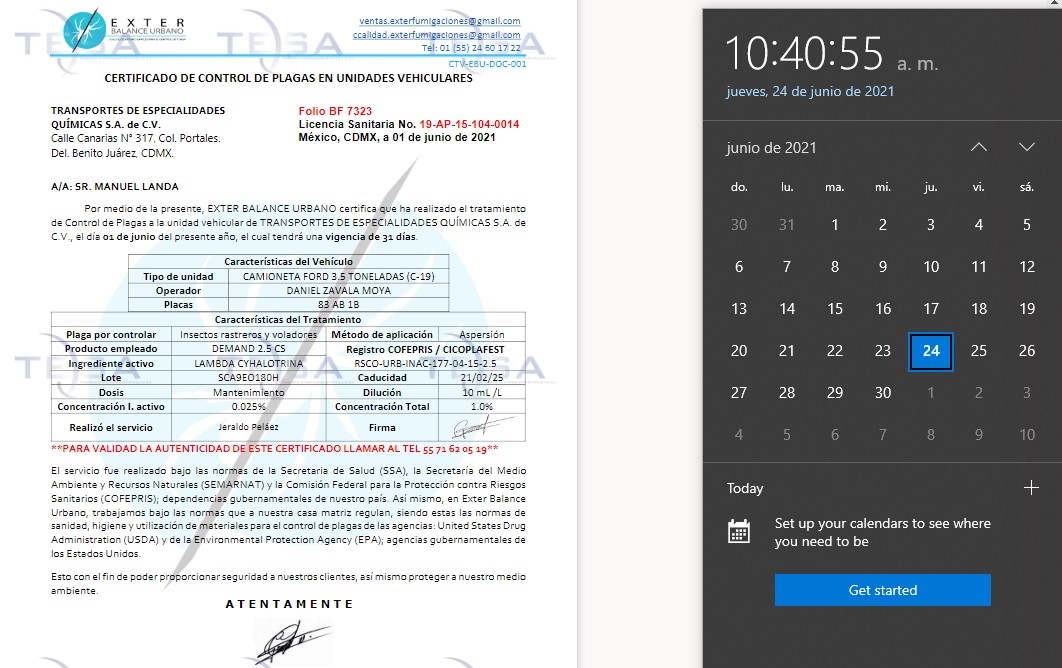 EXTER
BALANCE URBANO
ventas.exterfumigaciones@gmail.com
ccalidad.exterfumigaciones@gmail.com
Tel: 01 (55) 24 60 17 22
TESA
TESA
TESA
CTV-EBU-DOC-001
CERTIFICADO DE CONTROL DE PLAGAS EN UNIDADES VEHICULARES
TRANSPORTES DE ESPECIALIDADES
QUÍMICAS S.A. de C.V.
Calle Canarias N° 317, Col. Portales.
Del. Benito Juárez, CDMX.
Folio BF 7323
Licencia Sanitaria No. 19-AP-15-104-0014
México, CDMX, a 01 de junio de 2021
A/A: SR. MANUEL LANDA
Por medio de la presente, EXTER BALANCE URBANO certifica que ha realizado el tratamiento
de Control de Plagas a la unidad vehicular de TRANSPORTES DE ESPECIALIDADES QUÍMICAS S.A. de
C.V., el día 01 de junio del presente año, el cual tendrá una vigencia de 31 días.
Características del Vehículo
Tipo de unidad CAMIONETA FORD 3.5 TONELADAS (C-19)
Operador DANIEL ZAVALA MOYA
Placas 83 AB 1B
Características del Tratamiento
Plaga por controlar Insectos rastreros y voladores Método de aplicación Aspersión
Producto empleado DEMAND 2.5 CS Registro COFEPRIS / CICOPLAFEST
Ingrediente activo LAMBDA CYHALOTRINA RSCO-URB-INAC-177-04-15-2.5
Lote SCA9EO180H Caducidad 21/02/25
Dosis Mantenimiento Dilución 10 mL /L
Concentración I. activo 0.025% Concentración Total 1.0%
Realizó el servicio Jeraldo Peláez Firma
**PARA VALIDAD LA AUTENTICIDAD DE ESTE CERTIFICADO LLAMAR AL TEL 55 71 62 05 19**
El servicio fue realizado bajo las normas de la Secretaria de Salud (SSA), la Secretaría del Medio
Ambiente y Recursos Naturales (SEMARNAT) y la Comisión Federal para la Protección contra Riesgos
Sanitarios (COFEPRIS); dependencias gubernamentales de nuestro país. Así mismo, en Exter Balance
Urbano, trabajamos bajo las normas que a nuestra casa matriz regulan, siendo estas las normas de
sanidad, higiene y utilización de materiales para el control de plagas de las agencias: United States Drug
Administration (USDA) y de la Environmental Protection Agency (EPA); agencias gubernamentales de
los Estados Unidos.
Esto con el fin de poder proporcionar seguridad a nuestros clientes, así mismo proteger a nuestro medio
ambiente.
ATENTAMENTE
10:40:55 a. m.
jueves, 24 de junio de 2021
junio de 2021
do. lu. ma. mi. ju. vi. sá.
30 31 1 2 3 4 5
6 7 8 9 10 11 12
13 14 15 16 17 18 19
20 21 22 23 24 25 26
27 28 29 30 1 2 3
4 5 6 7 8 9 10
Today
Set up your calendars to see where
you need to be
Get started